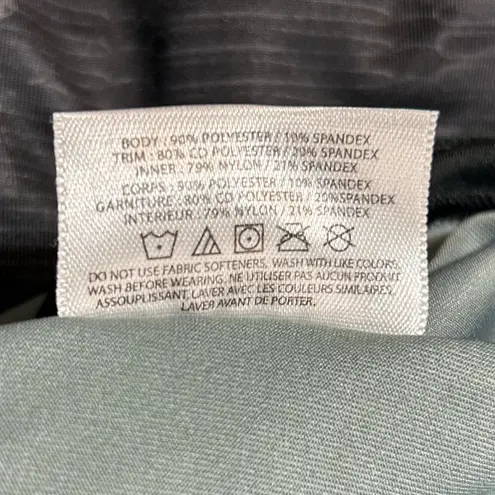 BODY : 90% POLYESTER / 10% SPANDEX
TRIM : 80% CD POLYESTER / 20% SPANDEX
INNER : 79% NYLON / 21% SPANDEX
CORPS : 90% POLYESTER / 10% SPANDEX
GARNITURE : 80% CD POLYESTER / 20% SPANDEX
INTERIEUR : 79% NYLON / 21% SPANDEX
DO NOT USE FABRIC SOFTENERS, WASH WITH LIKE COLORS,
WASH BEFORE WEARING. NE UTILISER PAS AUCUN PRODUIT
ASSOUPLISSANT, LAVER AVEC LES COULEURS SIMILAIRES,
LAVER AVANT DE PORTER.